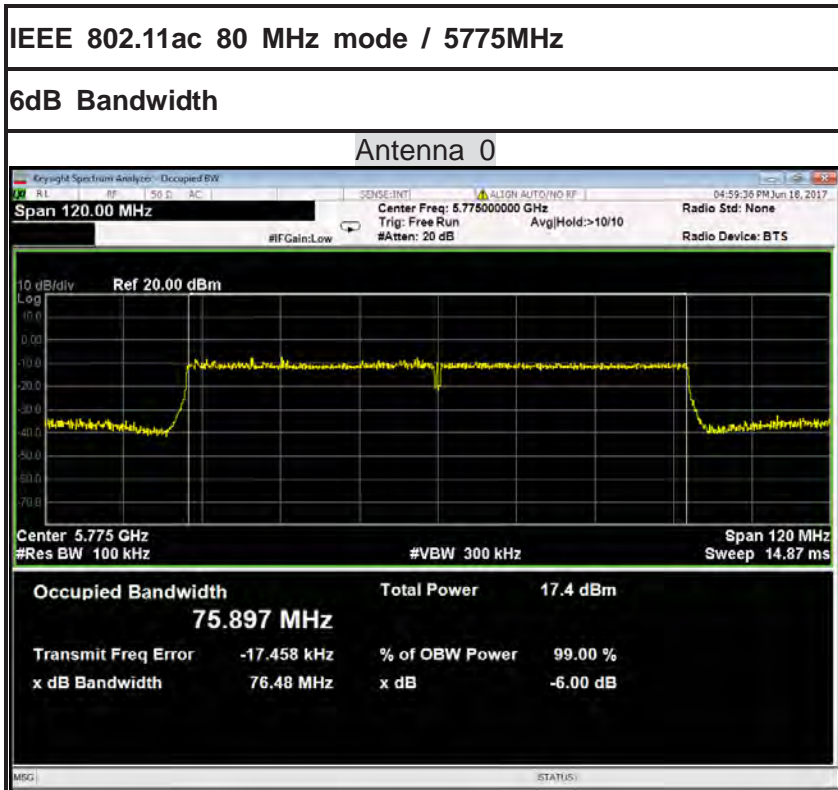 IEEE 802.11ac 80 MHz mode / 5775MHz
6dB Bandwidth
Antenna 0
Keysight Spectrum Analyzer - Occupied BW
RL RF 50 Ω AC SENSE:INT ALIGN AUTO/NO RF 04:59:36 PM Jun 18, 2017
Span 120.00 MHz Center Freq: 5.775000000 GHz Radio Std: None
Trig: Free Run Avg|Hold:>10/10
#IFGain:Low #Atten: 20 dB Radio Device: BTS
10 dB/div Ref 20.00 dBm
Log
10.0
0.00
-10.0
-20.0
-30.0
-40.0
-50.0
-60.0
-70.0
Center 5.775 GHz Span 120 MHz
#Res BW 100 kHz #VBW 300 kHz Sweep 14.87 ms
Occupied Bandwidth Total Power 17.4 dBm
75.897 MHz
Transmit Freq Error -17.458 kHz % of OBW Power 99.00 %
x dB Bandwidth 76.48 MHz x dB -6.00 dB
MSG STATUS